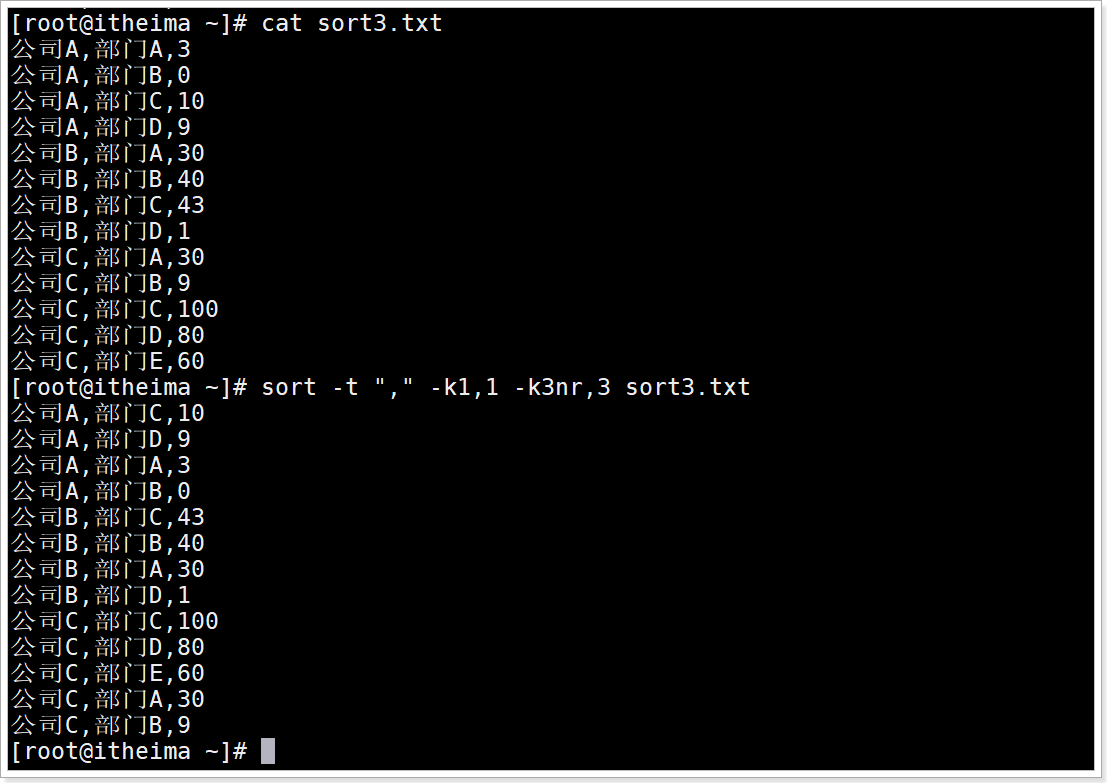 [root@itheima ~]# cat sort3.txt
公司A,部门A,3
公司A,部门B,0
公司A,部门C,10
公司A,部门D,9
公司B,部门A,30
公司B,部门B,40
公司B,部门C,43
公司B,部门D,1
公司C,部门A,30
公司C,部门B,9
公司C,部门C,100
公司C,部门D,80
公司C,部门E,60
[root@itheima ~]# sort -t "," -k1,1 -k3nr,3 sort3.txt
公司A,部门C,10
公司A,部门D,9
公司A,部门A,3
公司A,部门B,0
公司B,部门C,43
公司B,部门B,40
公司B,部门A,30
公司B,部门D,1
公司C,部门C,100
公司C,部门D,80
公司C,部门E,60
公司C,部门A,30
公司C,部门B,9
[root@itheima ~]#